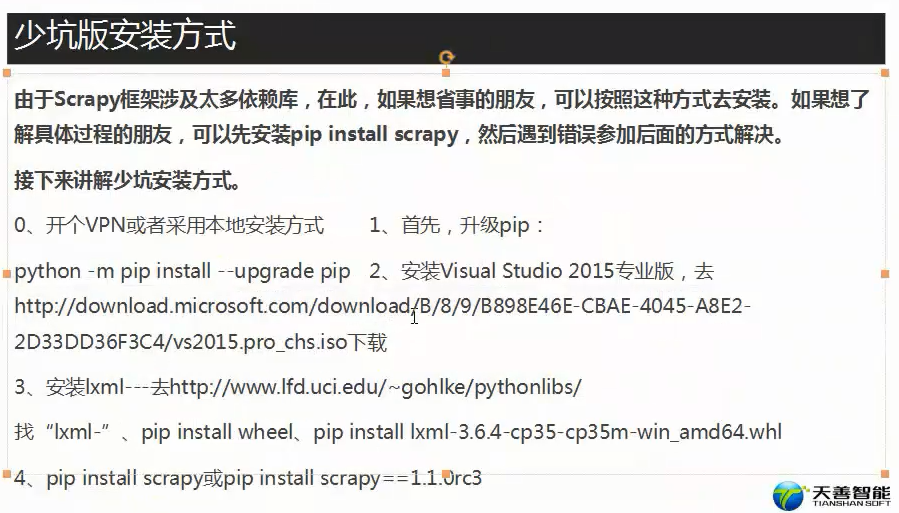 少坑版安装方式
由于Scrapy框架涉及太多依赖库，在此，如果想省事的朋友，可以按照这种方式去安装。如果想了
解具体过程的朋友，可以先安装pip install scrapy，然后遇到错误参加后面的方式解决。
接下来讲解少坑安装方式。
0、开个VPN或者采用本地安装方式 1、首先，升级pip：
python -m pip install --upgrade pip 2、安装Visual Studio 2015专业版，去
http://download.microsoft.com/download/B/8/9/B898E46E-CBAE-4045-A8E2-
2D33DD36F3C4/vs2015.pro_chs.iso下载
3、安装lxml---去http://www.lfd.uci.edu/~gohlke/pythonlibs/
找“lxml-”、pip install wheel、pip install lxml-3.6.4-cp35-cp35m-win_amd64.whl
4、pip install scrapy或pip install scrapy==1.1.0rc3
天善智能
TIANSHAN SOFT